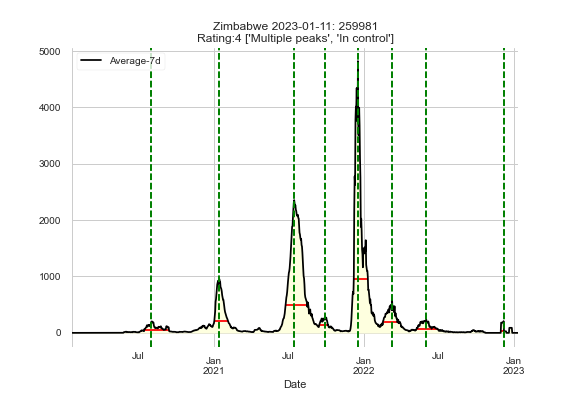 Zimbabwe 2023-01-11: 259981
Rating:4 ['Multiple peaks', 'In control']
Average-7d
5000
4000
3000
2000
1000
0
Jul
Jan
2021
Jul
Jan
2022
Jul
Jan
2023
Date